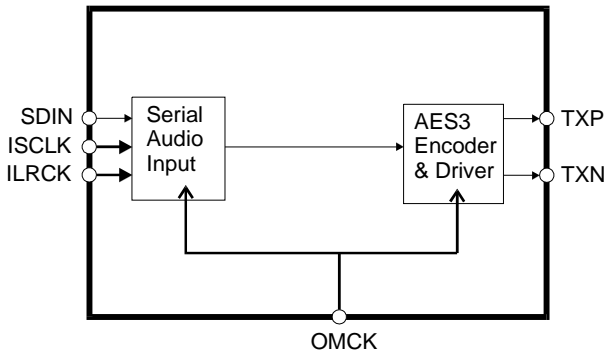 SDIN
ISCLK
ILRCK
Serial
Audio
Input
AES3
Encoder
& Driver
TXP
TXN
OMCK